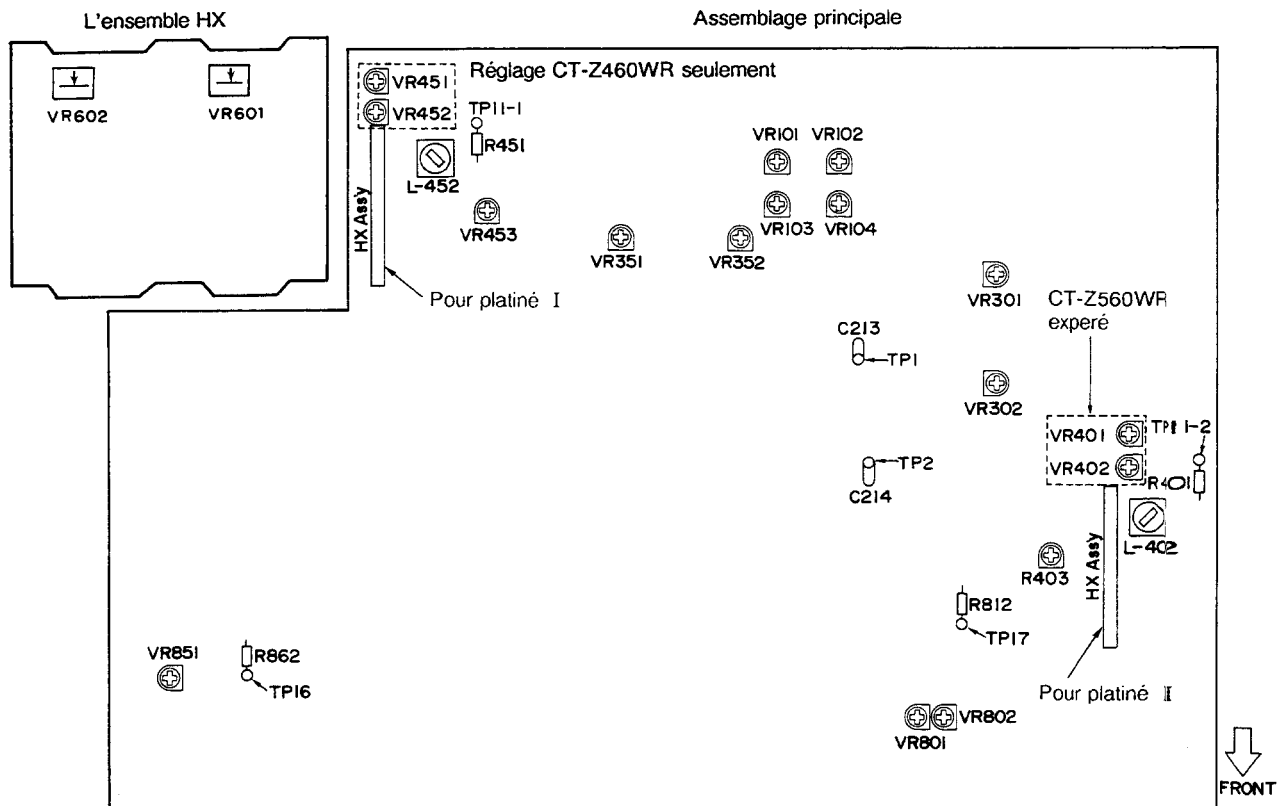 L'ensemble HX
Assemblage principale
VR602
VR601
VR451
Réglage CT-Z460WR seulement
VR452
TP11-1
R451
L-452
HX Assy
VR453
VR101
VR102
VR103
VR104
VR351
VR352
Pour platiné I
VR301
CT-Z560WR
experé
C213
TP1
VR302
VR401
VR402
TP11-2
R401
TP2
C214
L-402
HX Assy
R403
R812
TP17
VR851
R862
TP16
Pour platiné II
VR802
VR801
FRONT